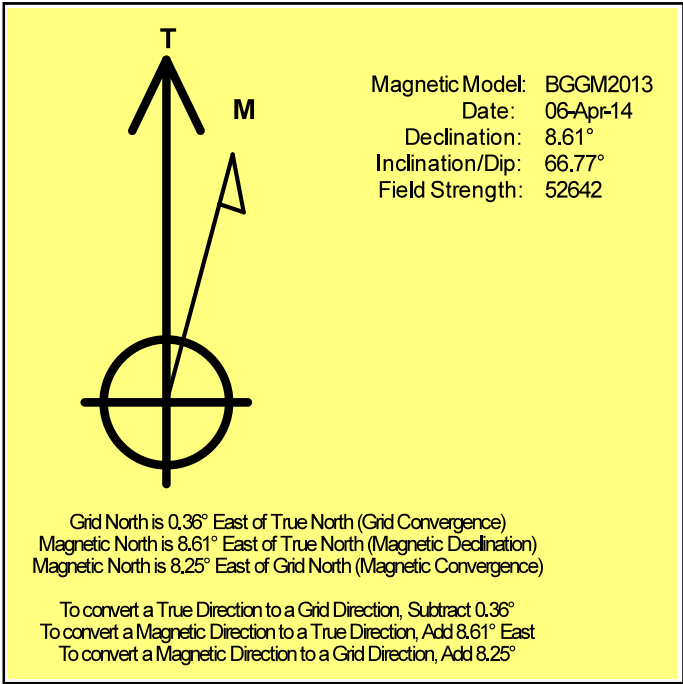 T
M
Magnetic Model: BGGM2013
Date: 06-Apr-14
Declination: 8.61°
Inclination/Dip: 66.77°
Field Strength: 52642
Grid North is 0.36° East of True North (Grid Convergence)
Magnetic North is 8.61° East of True North (Magnetic Declination)
Magnetic North is 8.25° East of Grid North (Magnetic Convergence)
To convert a True Direction to a Grid Direction, Subtract 0.36°
To convert a Magnetic Direction to a True Direction, Add 8.61° East
To convert a Magnetic Direction to a Grid Direction, Add 8.25°